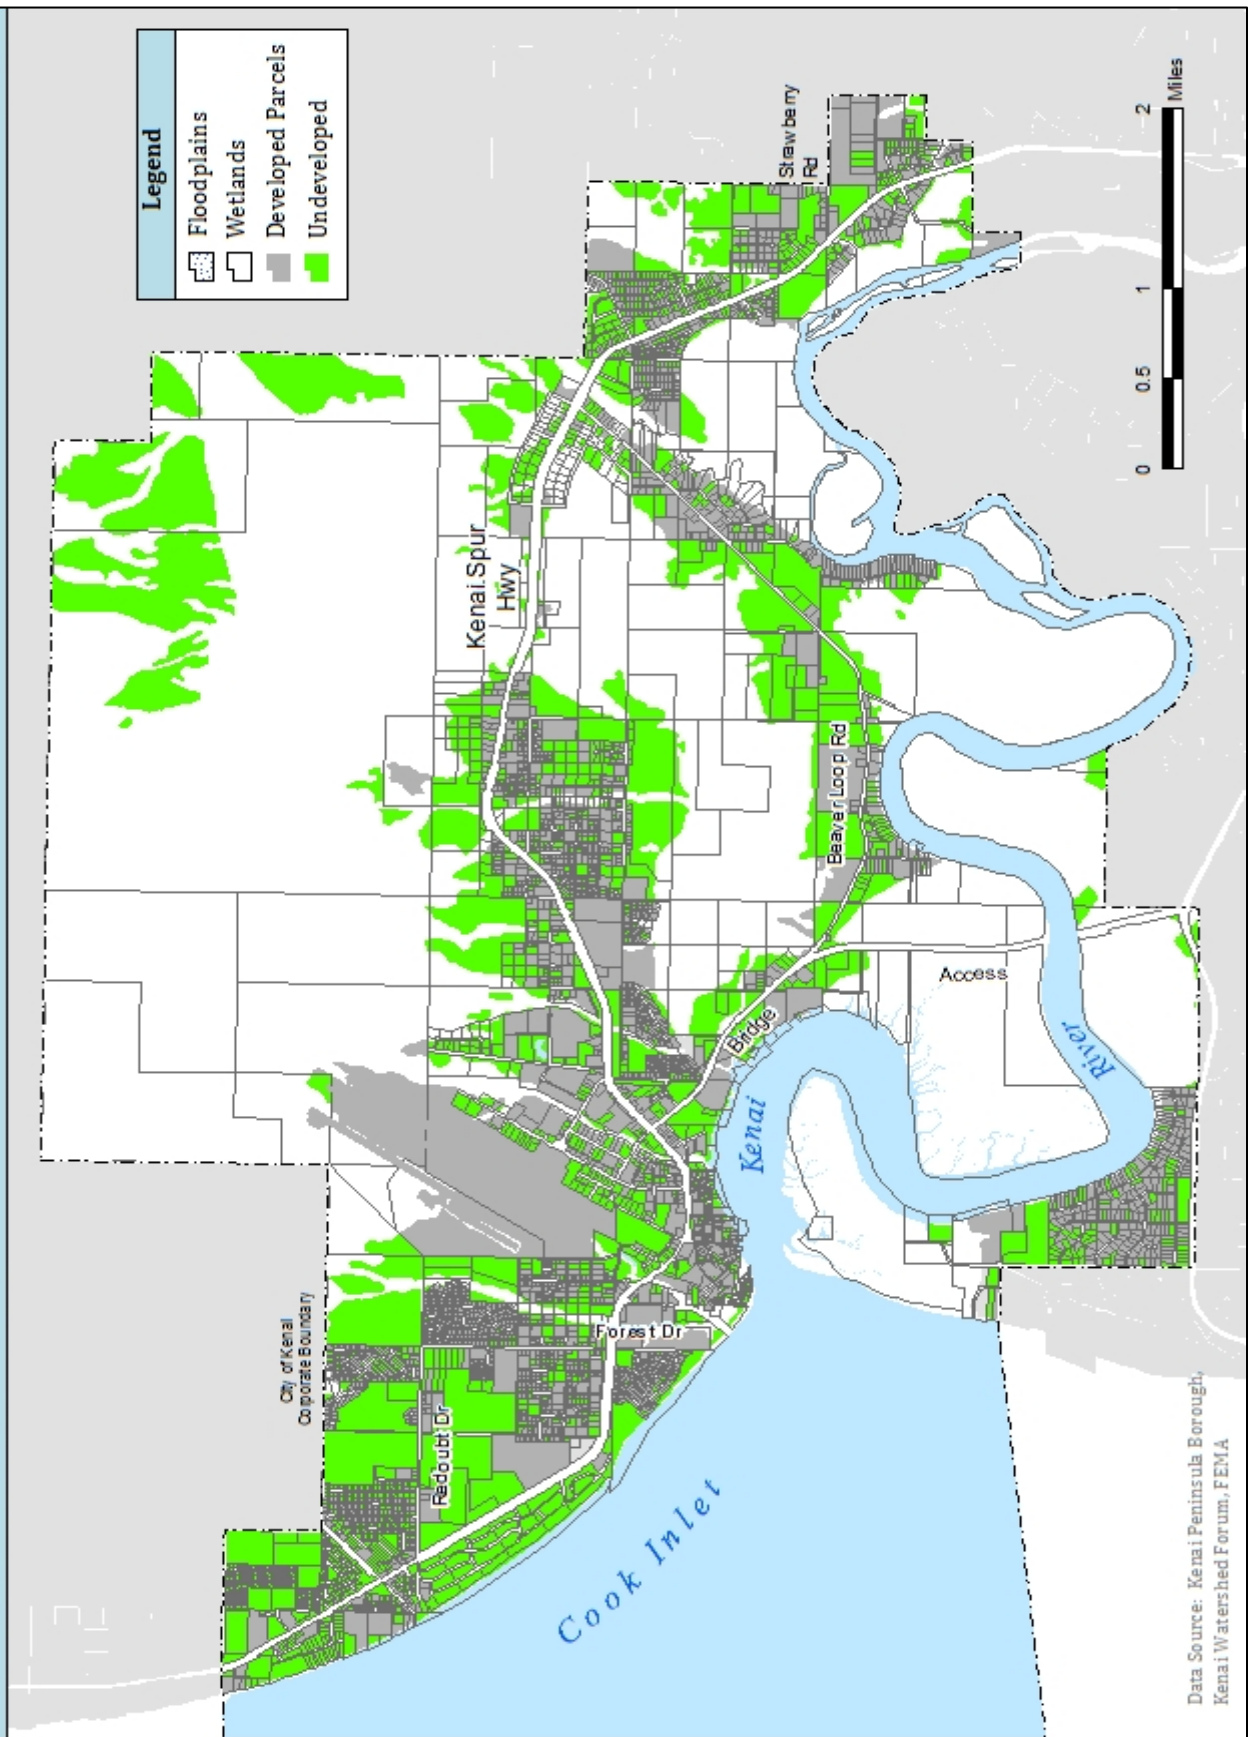 Legend
Floodplains
Wetlands
Developed Parcels
Undeveloped
Strawberry
Rd
0
0.5
1
2
Miles
Kenai Spur
Hwy
Beaver Loop Rd
Access
Bridge
Kenai
River
City of Kenai
Corporate Boundary
Forest Dr
Redoubt Dr
Cook Inlet
Data Source: Kenai Peninsula Borough,
Kenai Watershed Forum, FEMA